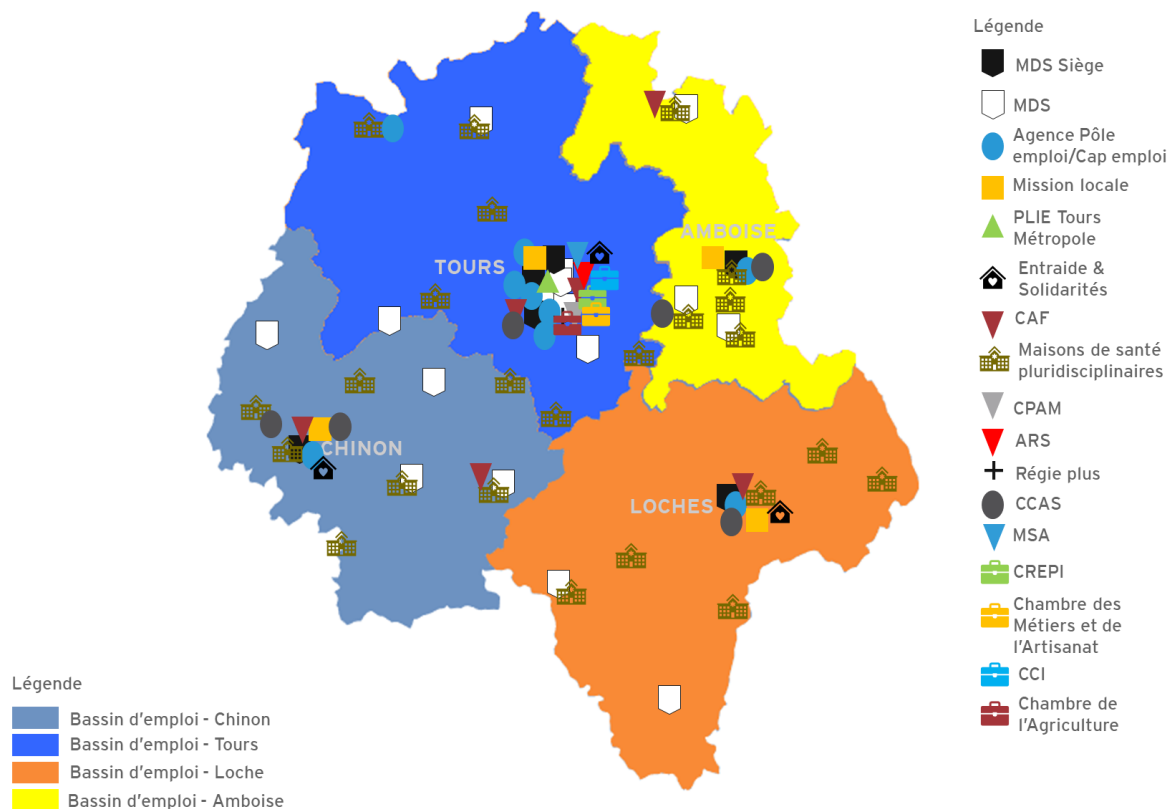 AMBOISE
TOURS
CHINON
LOCHES
Légende
MDS Siège
MDS
Agence Pôle
emploi/Cap emploi
Mission locale
PLIE Tours
Métropole
Entraide &
Solidarités
CAF
Maisons de santé
pluridisciplinaires
CPAM
ARS
Régie plus
CCAS
MSA
CREPI
Chambre des
Métiers et de
l'Artisanat
CCI
Chambre de
l'Agriculture
Légende
Bassin d'emploi - Chinon
Bassin d'emploi - Tours
Bassin d'emploi - Loche
Bassin d'emploi - Amboise